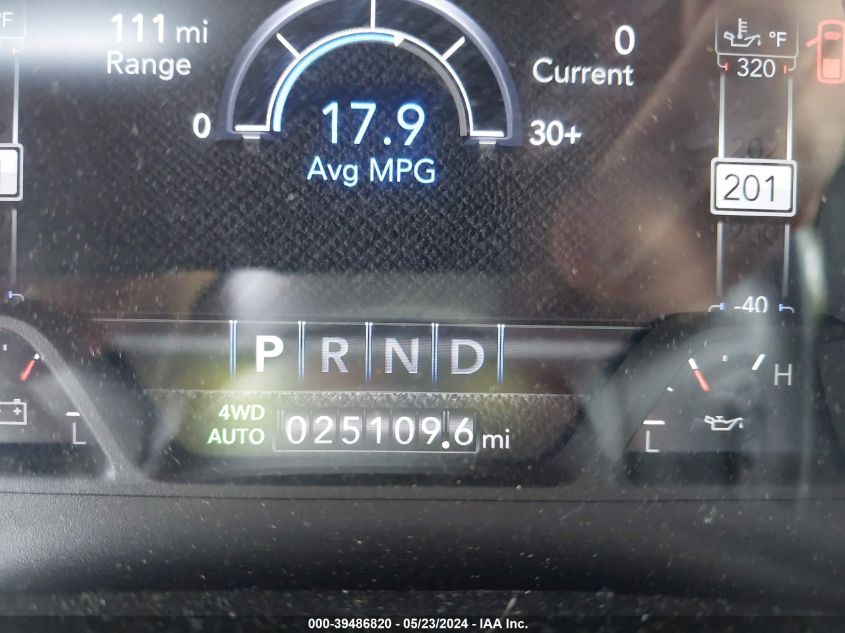 °F
111 mi
Range
0
17.9
Avg MPG
30+
0
Current
°F
320
201
-40
P R N D
4WD
AUTO
025109.6 mi
L
H
L
000-39486820 - 05/23/2024 - IAA Inc.